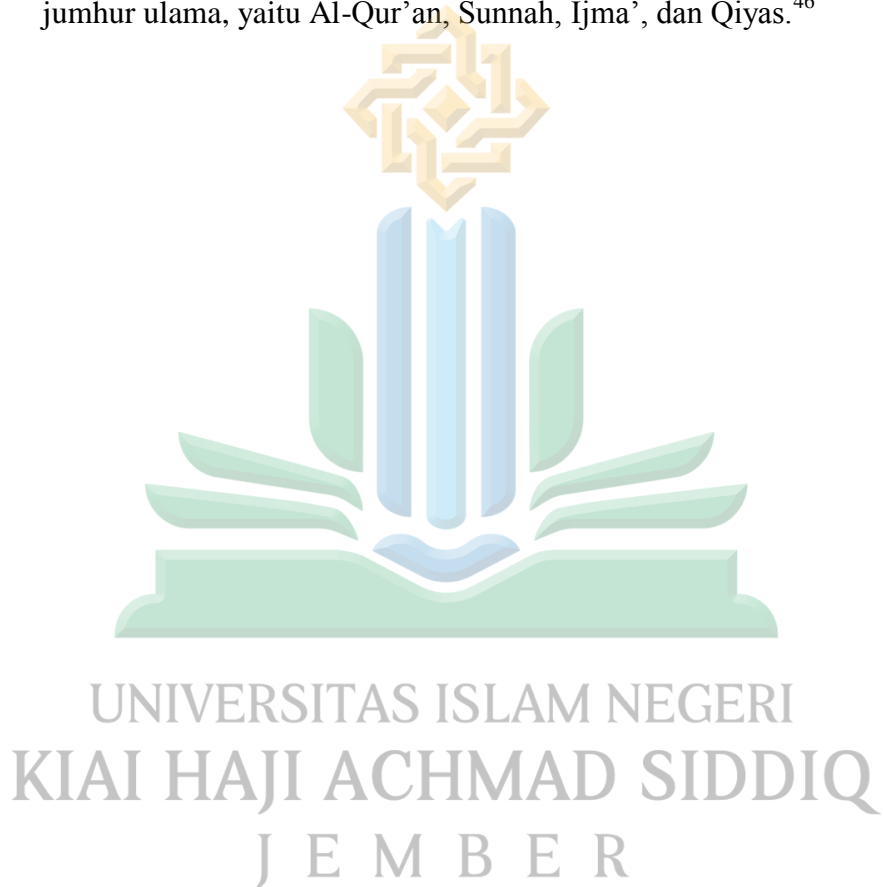 jumhur ulama, yaitu Al-Qur’an, Sunnah, Ijma’, dan Qiyas.⁴⁶
UNIVERSITAS ISLAM NEGERI
KIAI HAJI ACHMAD SIDDIQ
J E M B E R